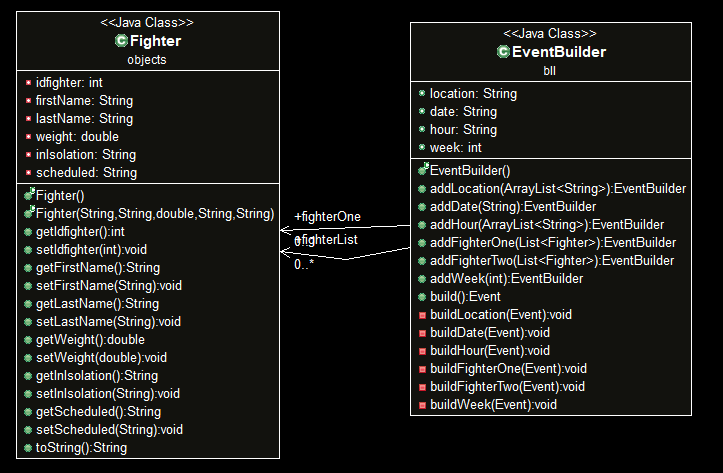 <<Java Class>>
Fighter
objects
idfighter: int
firstName: String
lastName: String
weight: double
inIsolation: String
scheduled: String
Fighter()
Fighter(String,String,double,String,String)
getIdfighter():int
setIdfighter(int):void
getFirstName():String
setFirstName(String):void
getLastName():String
setLastName(String):void
getWeight():double
setWeight(double):void
getInIsolation():String
setInIsolation(String):void
getScheduled():String
setScheduled(String):void
toString():String
+fighterOne
+fighterList
0..*
<<Java Class>>
EventBuilder
bll
location: String
date: String
hour: String
week: int
EventBuilder()
addLocation(ArrayList<String>):EventBuilder
addDate(String):EventBuilder
addHour(ArrayList<String>):EventBuilder
addFighterOne(List<Fighter>):EventBuilder
addFighterTwo(List<Fighter>):EventBuilder
addWeek(int):EventBuilder
build():Event
buildLocation(Event):void
buildDate(Event):void
buildHour(Event):void
buildFighterOne(Event):void
buildFighterTwo(Event):void
buildWeek(Event):void